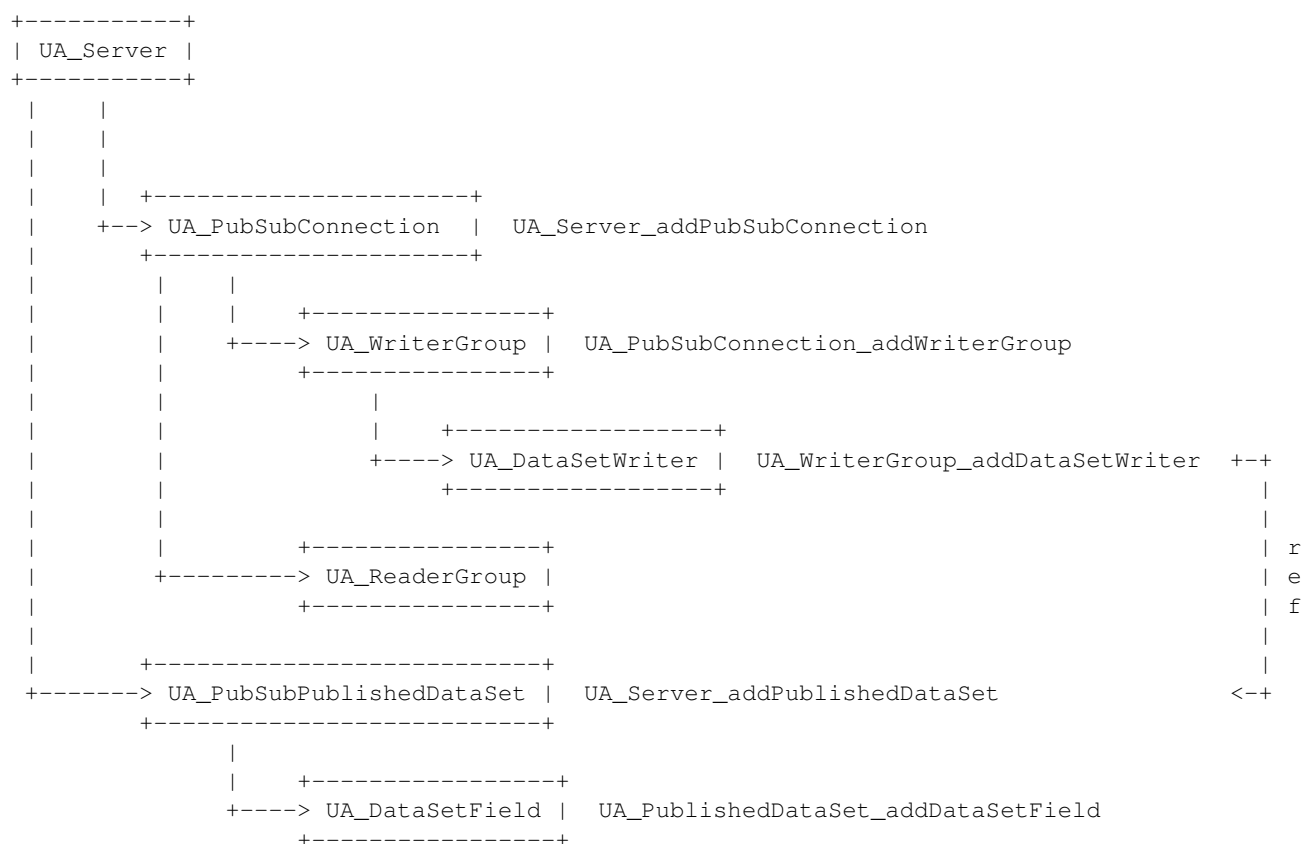 UA_Server
UA_PubSubConnection UA_Server_addPubSubConnection
UA_WriterGroup UA_PubSubConnection_addWriterGroup
UA_DataSetWriter UA_WriterGroup_addDataSetWriter
r
UA_ReaderGroup e
f
UA_PubSubPublishedDataSet UA_Server_addPublishedDataSet
UA_DataSetField UA_PublishedDataSet_addDataSetField